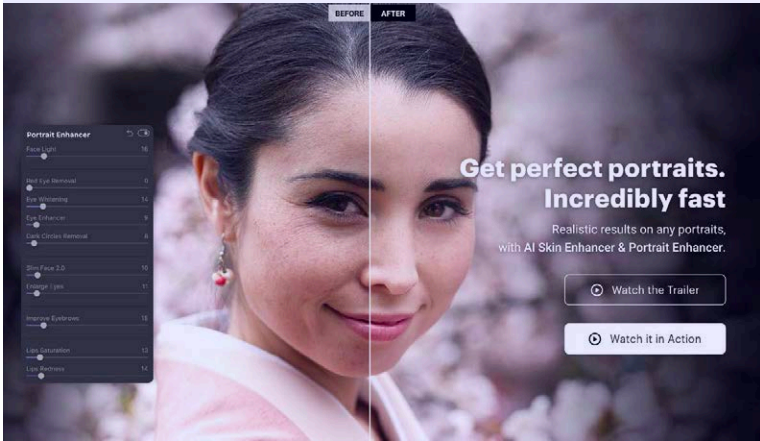 BEFORE
AFTER
Portrait Enhancer
Face Light 16
Red Eye Removal 0
Eye Whitening 14
Eye Enhancer 6
Dark Circles Removal 6
Slim Face 2.0 10
Enlarge Eyes 11
Improve Eyebrows 15
Lips Saturation 13
Lips Redness 14
Get perfect portraits.
Incredibly fast
Realistic results on any portraits,
with AI Skin Enhancer & Portrait Enhancer.
Watch the Trailer
Watch it in Action